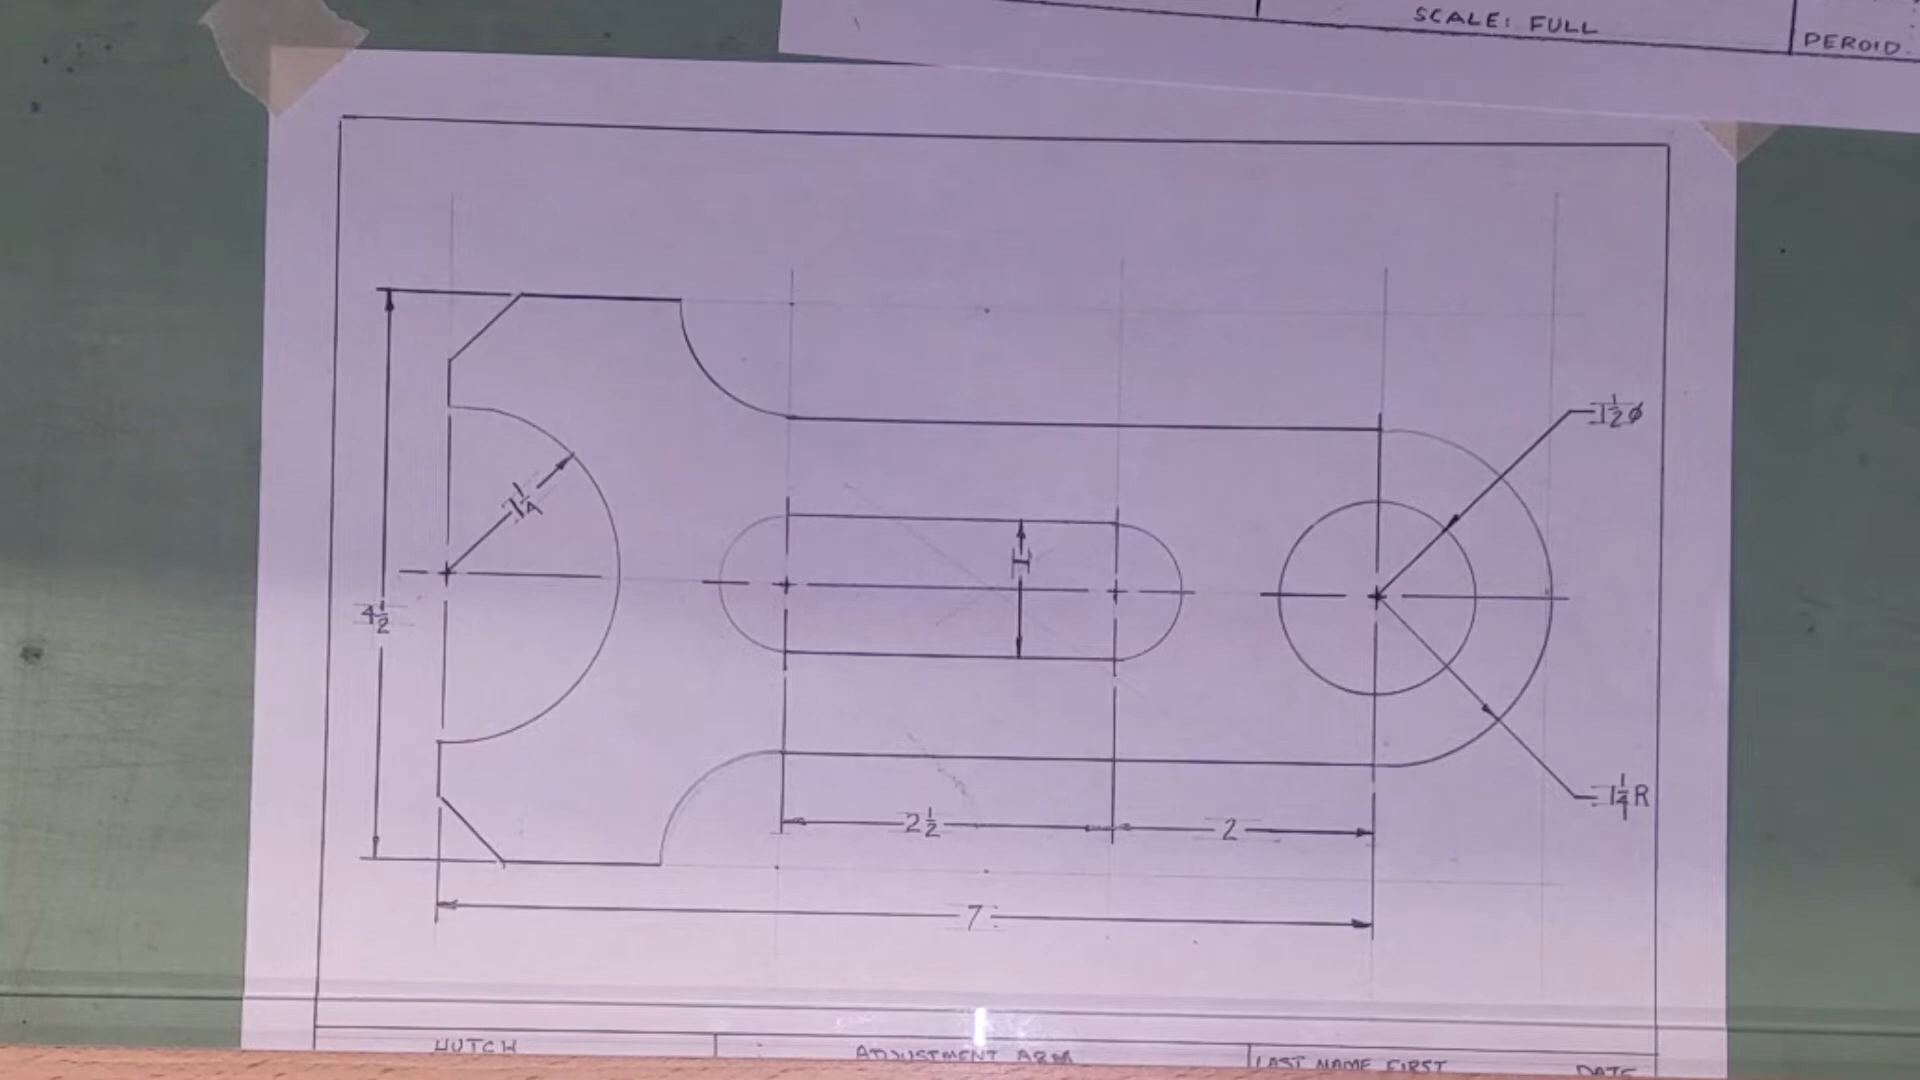 SCALE: FULL
PEROID.
1 1/2 ø
1 1/4
1
4 1/2
1 1/4 R
2 1/2
2
7
HUTCH
ADJUSTMENT AREA
LAST NAME FIRST
DATE